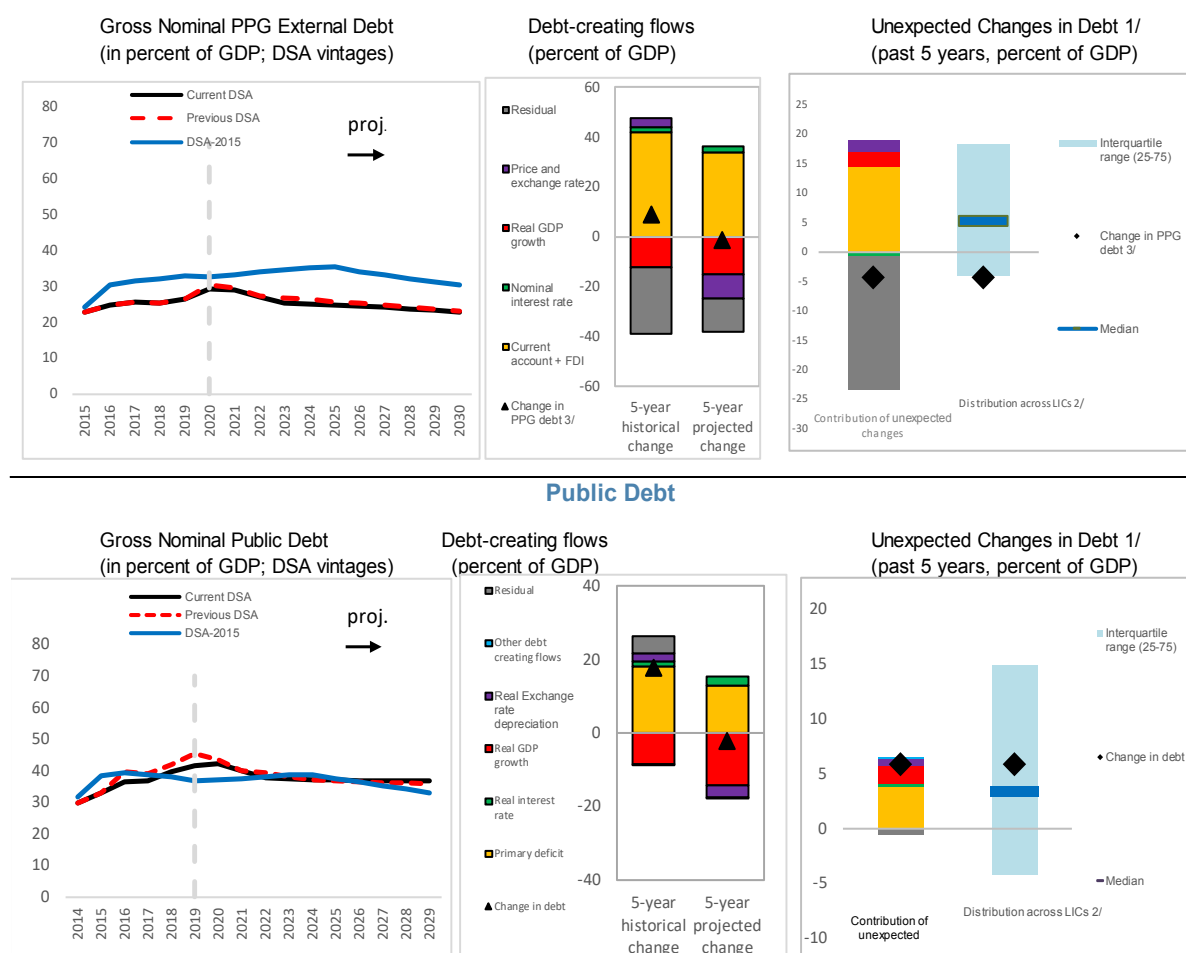 Gross Nominal PPG External Debt
(in percent of GDP; DSA vintages)
Current DSA
Previous DSA
DSA-2015
proj.
80
70
60
50
40
30
20
10
0
2015
2016
2017
2018
2019
2020
2021
2022
2023
2024
2025
2026
2027
2028
2029
2030
Debt-creating flows
(percent of GDP)
Residual
Price and
exchange rate
Real GDP
growth
Nominal
interest rate
Current
account + FDI
Change in
PPG debt 3/
60
40
20
0
-20
-40
-60
5-year
historical
change
5-year
projected
change
Unexpected Changes in Debt 1/
(past 5 years, percent of GDP)
25
20
15
10
5
0
-5
-10
-15
-20
-25
-30
Contribution of unexpected
changes
Distribution across LICs 2/
Interquartile
range (25-75)
Change in PPG
debt 3/
Median
Public Debt
Gross Nominal Public Debt
(in percent of GDP; DSA vintages)
Current DSA
Previous DSA
DSA-2015
proj.
80
70
60
50
40
30
20
10
0
2014
2015
2016
2017
2018
2019
2020
2021
2022
2023
2024
2025
2026
2027
2028
2029
Debt-creating flows
(percent of GDP)
Residual
Other debt
creating flows
Real Exchange
rate
depreciation
Real GDP
growth
Real interest
rate
Primary deficit
Change in debt
40
20
0
-20
-40
5-year
historical
change
5-year
projected
change
Unexpected Changes in Debt 1/
(past 5 years, percent of GDP)
20
15
10
5
0
-5
-10
Contribution of
unexpected
Distribution across LICs 2/
Interquartile
range (25-75)
Change in debt
Median